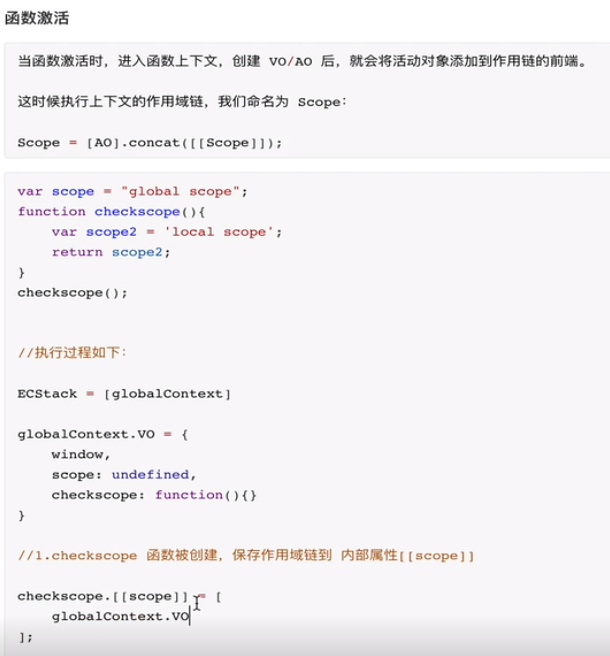 函数激活
当函数激活时，进入函数上下文，创建 VO/AO 后，就会将活动对象添加到作用链的前端。
这时候执行上下文的作用域链，我们命名为 Scope：
Scope = [AO].concat([[Scope]]);
var scope = "global scope";
function checkscope(){
    var scope2 = 'local scope';
    return scope2;
}
checkscope();
//执行过程如下：
ECStack = [globalContext]
globalContext.VO = {
    window,
    scope: undefined,
    checkscope: function(){}
}
//1.checkscope 函数被创建，保存作用域链到 内部属性[[scope]]
checkscope.[[scope]] = [
    globalContext.VO
];